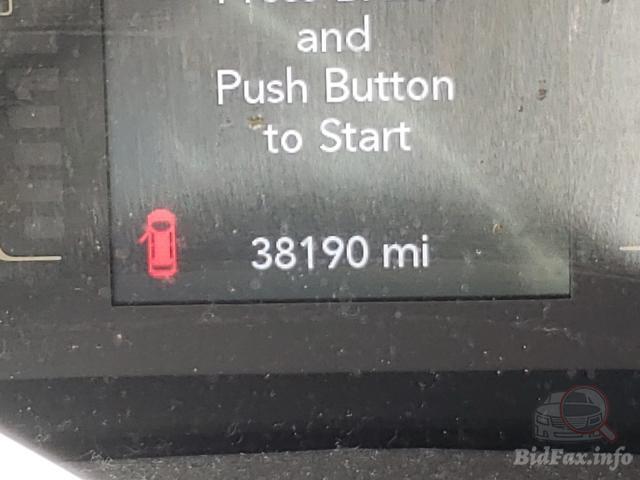 and
Push Button
to Start
38190 mi
BidFax.info